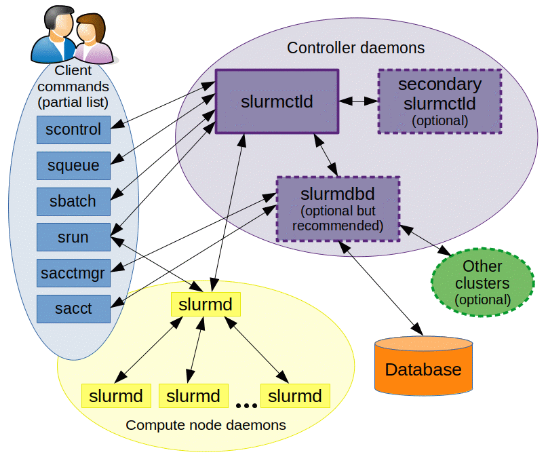 Client
commands
(partial list)
scontrol
squeue
sbatch
srun
sacctmgr
sacct
Controller daemons
slurmctld
secondary
slurmctld
(optional)
slurmdbd
(optional but
recommended)
Other
clusters
(optional)
Database
slurmd
slurmd slurmd ... slurmd
Compute node daemons